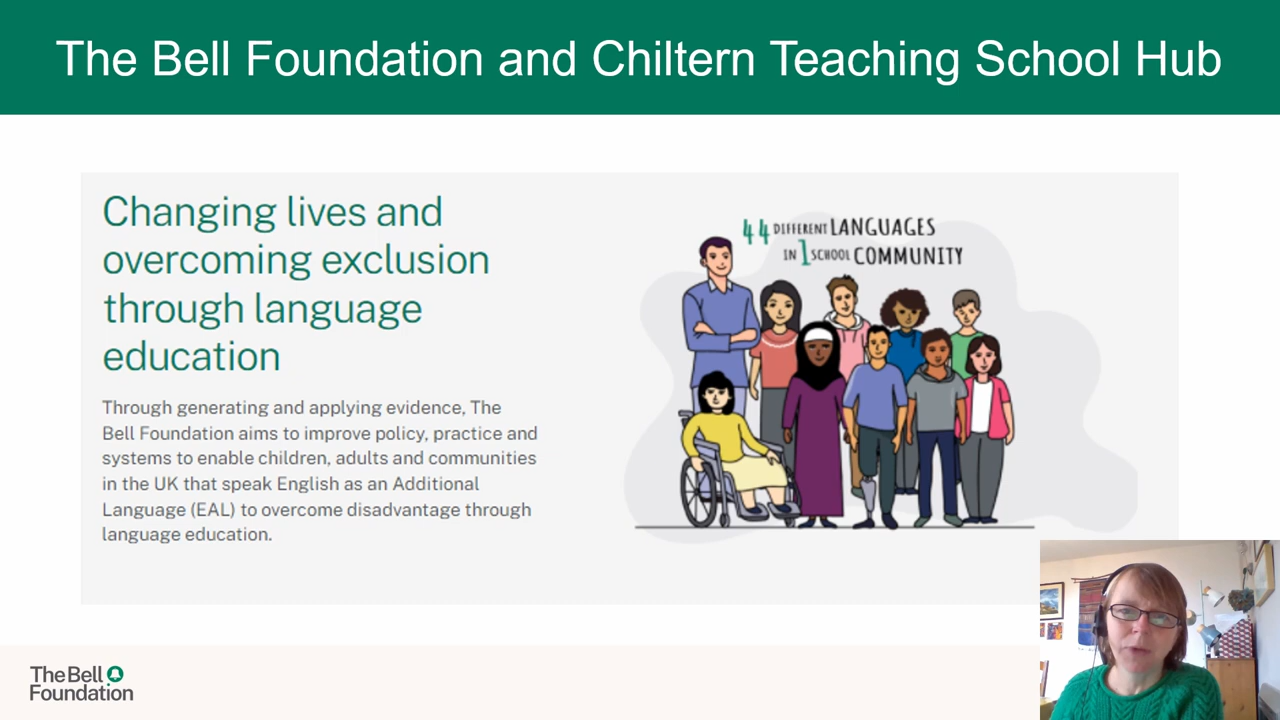 The Bell Foundation and Chiltern Teaching School Hub
Changing lives and
overcoming exclusion
through language
education
Through generating and applying evidence, The
Bell Foundation aims to improve policy, practice and
systems to enable children, adults and communities
in the UK that speak English as an Additional
Language (EAL) to overcome disadvantage through
language education.
44 DIFFERENT LANGUAGES
IN 1 SCHOOL COMMUNITY
The Bell
Foundation